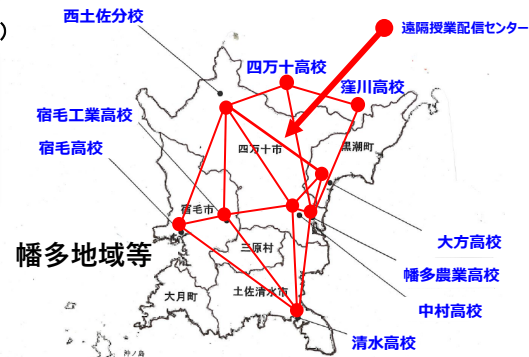 )
西土佐分校
遠隔授業配信センター
四万十高校
窪川高校
宿毛工業高校
宿毛高校
四万十市
黒潮町
宿毛市
三原村
大方高校
幡多地域等
幡多農業高校
土佐清水市
大月町
中村高校
清水高校
沖ノ島